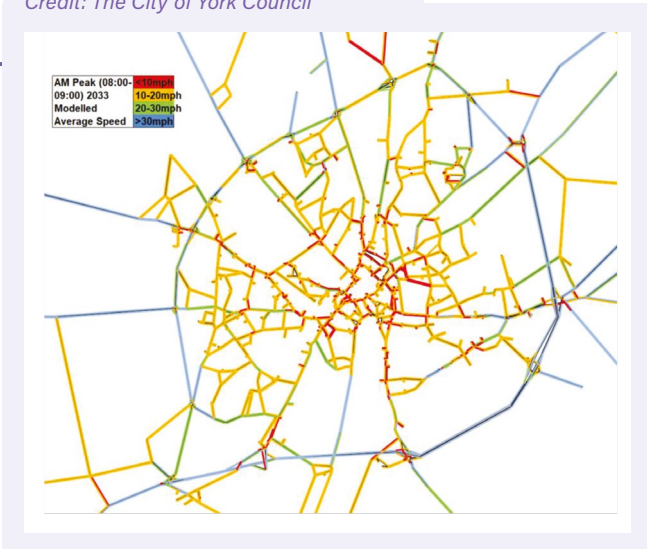 Credit: The City of York Council
AM Peak (08:00- <10mph
09:00) 2033 10-20mph
Modelled 20-30mph
Average Speed >30mph